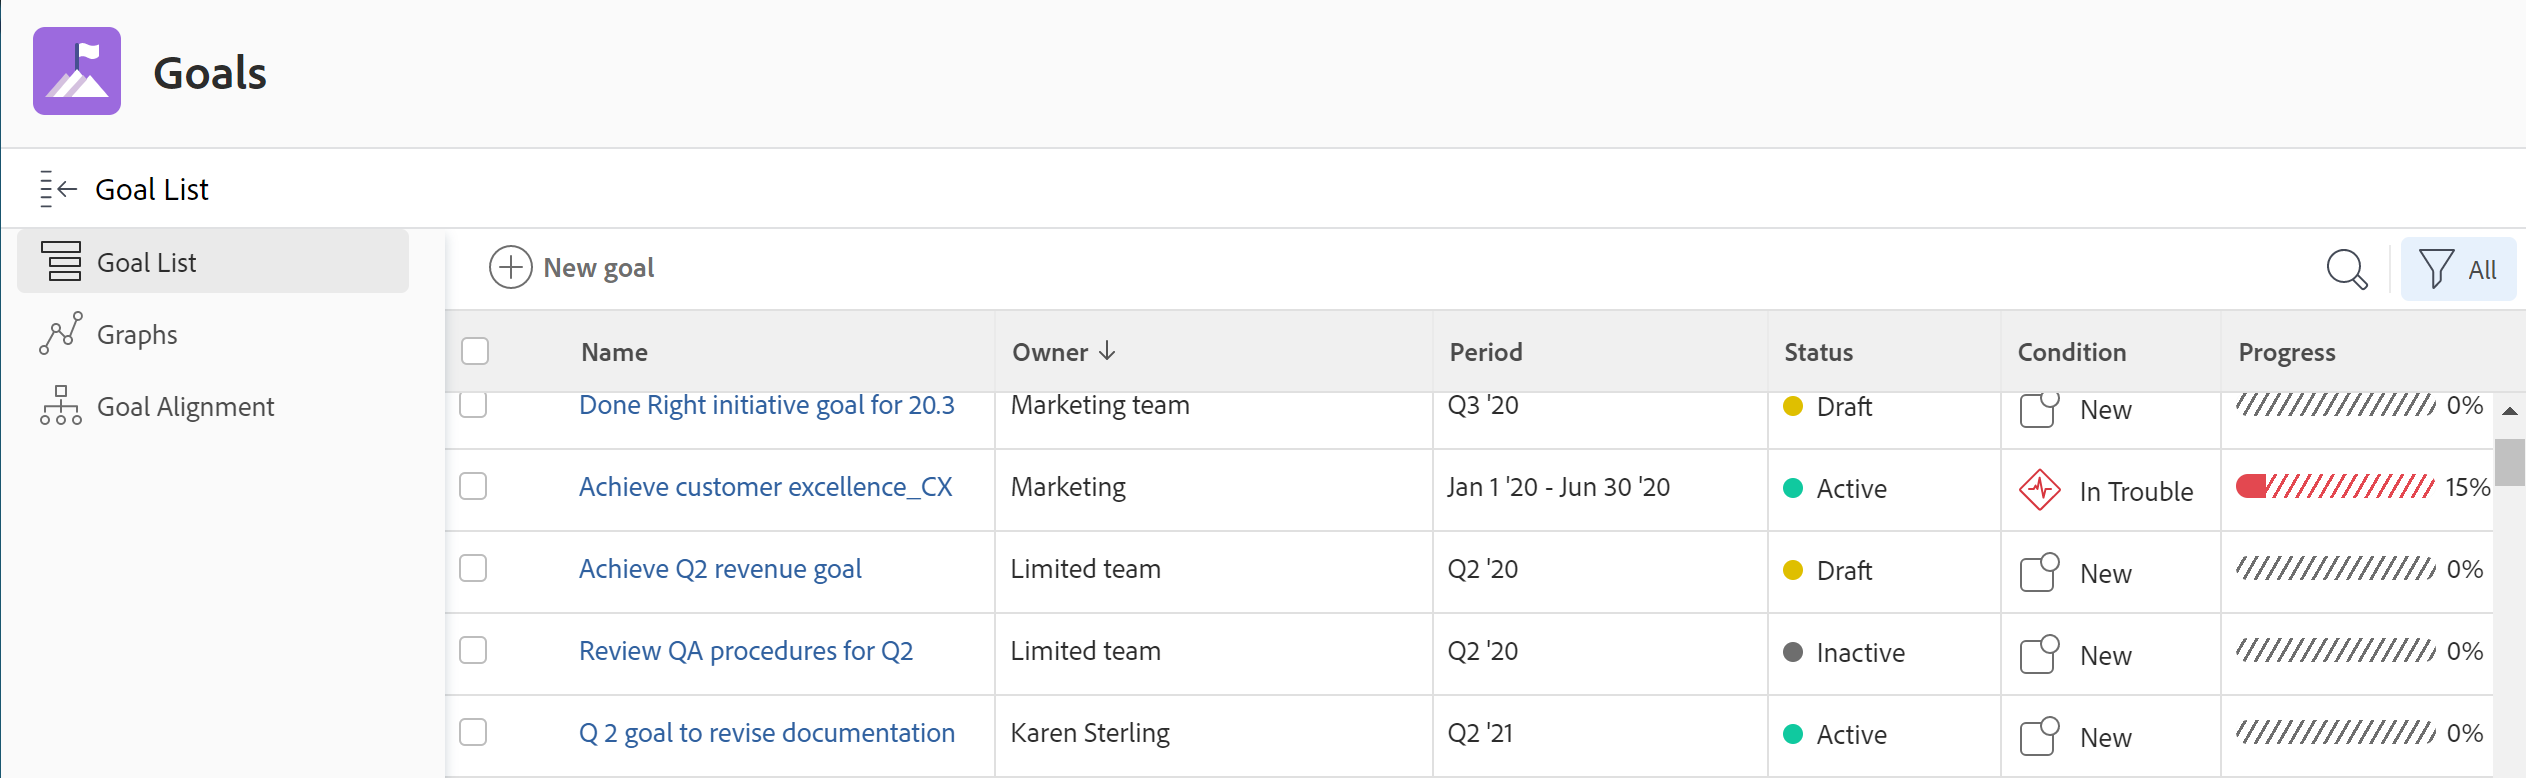 Goals
Goal List
Goal List
Graphs
Goal Alignment
New goal
All
Name Owner Period Status Condition Progress
Done Right initiative goal for 20.3 Marketing team Q3 '20 Draft New 0%
Achieve customer excellence_CX Marketing Jan 1 '20 - Jun 30 '20 Active In Trouble 15%
Achieve Q2 revenue goal Limited team Q2 '20 Draft New 0%
Review QA procedures for Q2 Limited team Q2 '20 Inactive New 0%
Q 2 goal to revise documentation Karen Sterling Q2 '21 Active New 0%